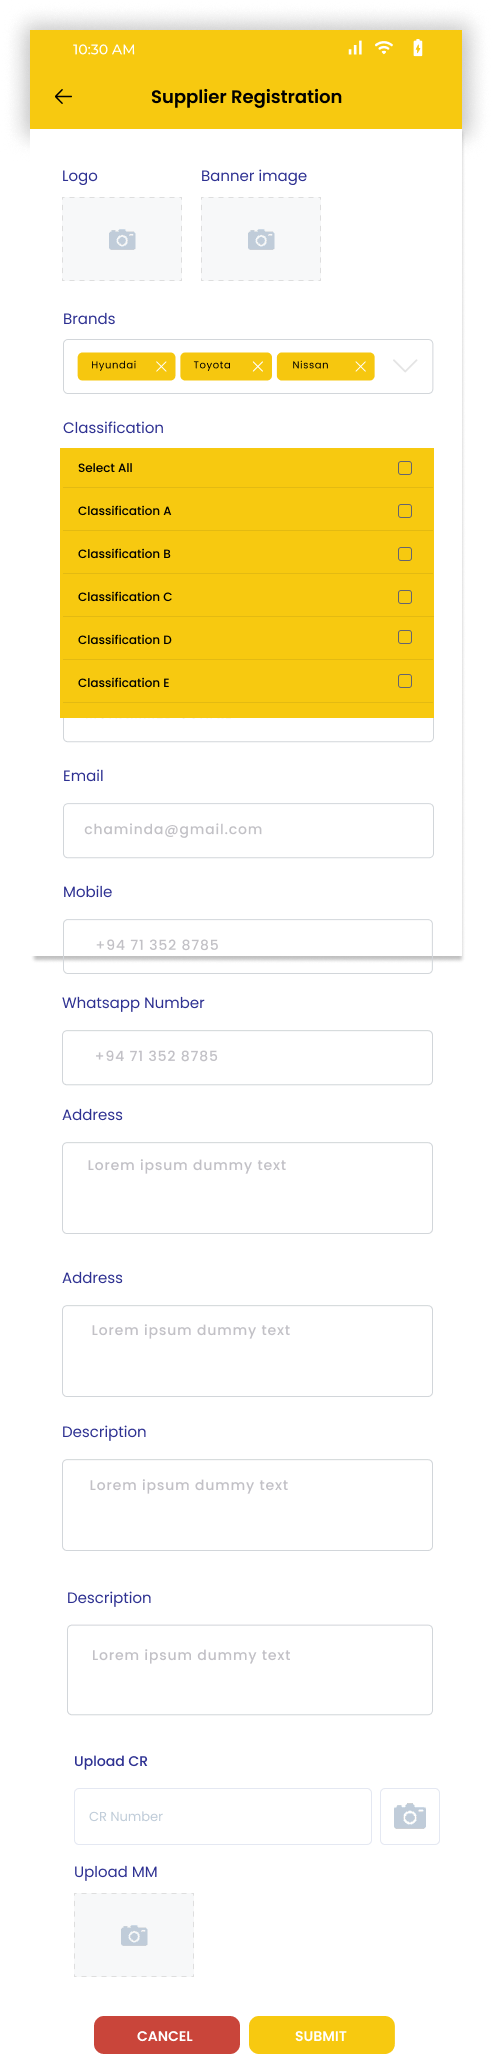 10:30 AM
Supplier Registration
Logo Banner image
Brands
Hyundai Toyota Nissan
Classification
Select All
Classification A
Classification B
Classification C
Classification D
Classification E
Email
chaminda@gmail.com
Mobile
+94 71 352 8785
Whatsapp Number
+94 71 352 8785
Address
Lorem ipsum dummy text
Address
Lorem ipsum dummy text
Description
Lorem ipsum dummy text
Description
Lorem ipsum dummy text
Upload CR
CR Number
Upload MM
CANCEL SUBMIT